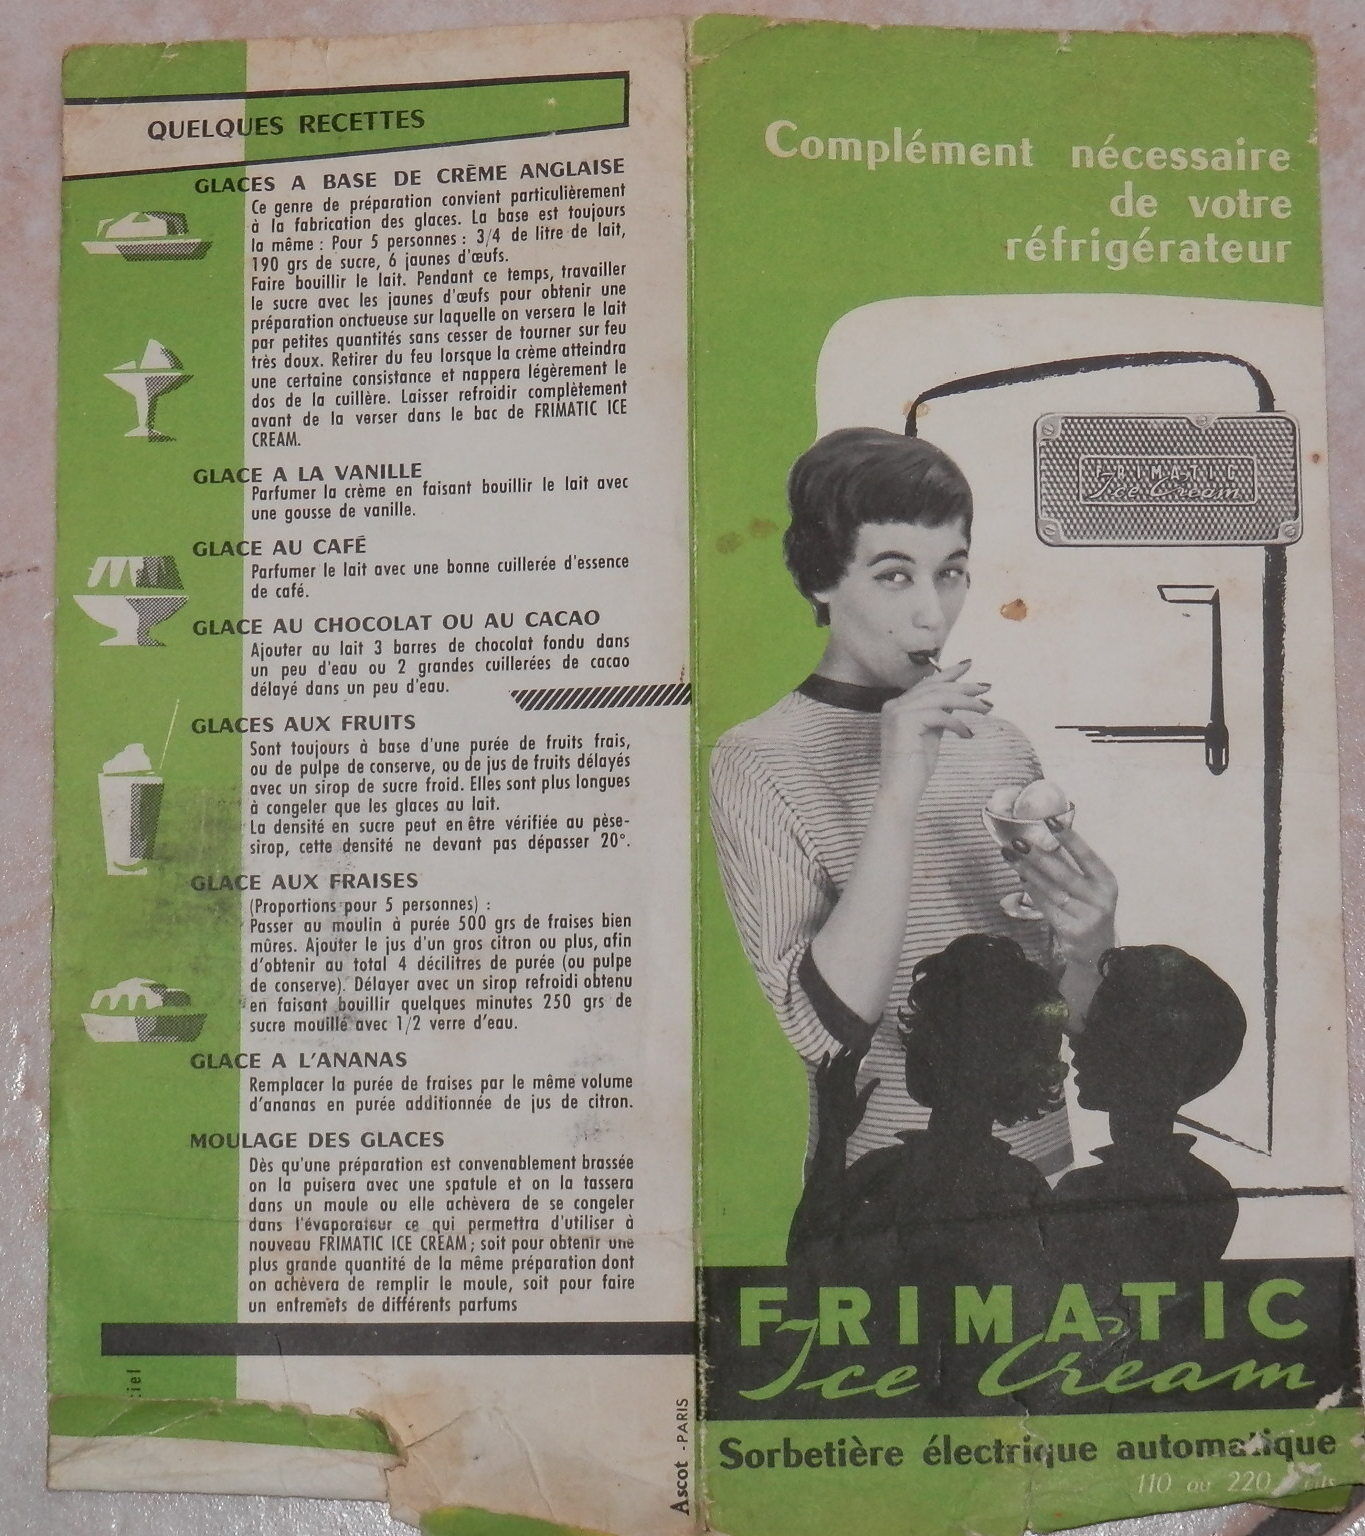 QUELQUES RECETTES
GLACES A BASE DE CRÈME ANGLAISE
Ce genre de préparation convient particulièrement
à la fabrication des glaces. La base est toujours
la même : Pour 5 personnes : 3/4 de litre de lait,
190 grs de sucre, 6 jaunes d'œufs.
Faire bouillir le lait. Pendant ce temps, travailler
le sucre avec les jaunes d'œufs pour obtenir une
préparation onctueuse sur laquelle on versera le lait
par petites quantités sans cesser de tourner sur feu
très doux. Retirer du feu lorsque la crème atteindra
une certaine consistance et nappera légèrement le
dos de la cuillère. Laisser refroidir complètement
avant de la verser dans le bac de FRIMATIC ICE
CREAM.
GLACE A LA VANILLE
Parfumer la crème en faisant bouillir le lait avec
une gousse de vanille.
GLACE AU CAFÉ
Parfumer le lait avec une bonne cuillerée d'essence
de café.
GLACE AU CHOCOLAT OU AU CACAO
Ajouter au lait 3 barres de chocolat fondu dans
un peu d'eau ou 2 grandes cuillerées de cacao
délayé dans un peu d'eau.
GLACES AUX FRUITS
Sont toujours à base d'une purée de fruits frais,
ou de pulpe de conserve, ou de jus de fruits délayés
avec un sirop de sucre froid. Elles sont plus longues
à congeler que les glaces au lait.
La densité en sucre peut en être vérifiée au pèse-
sirop, cette densité ne devant pas dépasser 20°.
GLACE AUX FRAISES
(Proportions pour 5 personnes) :
Passer au moulin à purée 500 grs de fraises bien
mûres. Ajouter le jus d'un gros citron ou plus, afin
d'obtenir au total 4 décilitres de purée (ou pulpe
de conserve). Délayer avec un sirop refroidi obtenu
en faisant bouillir quelques minutes 250 grs de
sucre mouillé avec 1/2 verre d'eau.
GLACE A L'ANANAS
Remplacer la purée de fraises par le même volume
d'ananas en purée additionnée de jus de citron.
MOULAGE DES GLACES
Dès qu'une préparation est convenablement brassée
on la puisera avec une spatule et on la tassera
dans un moule ou elle achèvera de se congeler
dans l'évaporateur ce qui permettra d'utiliser à
nouveau FRIMATIC ICE CREAM ; soit pour obtenir une
plus grande quantité de la même préparation dont
on achèvera de remplir le moule, soit pour faire
un entremets de différents parfums
Ascot - PARIS
Complément nécessaire
de votre
réfrigérateur
FRIMATIC
Ice Cream
FRIMATIC
Ice Cream
Sorbetière électrique automatique
110 ou 220